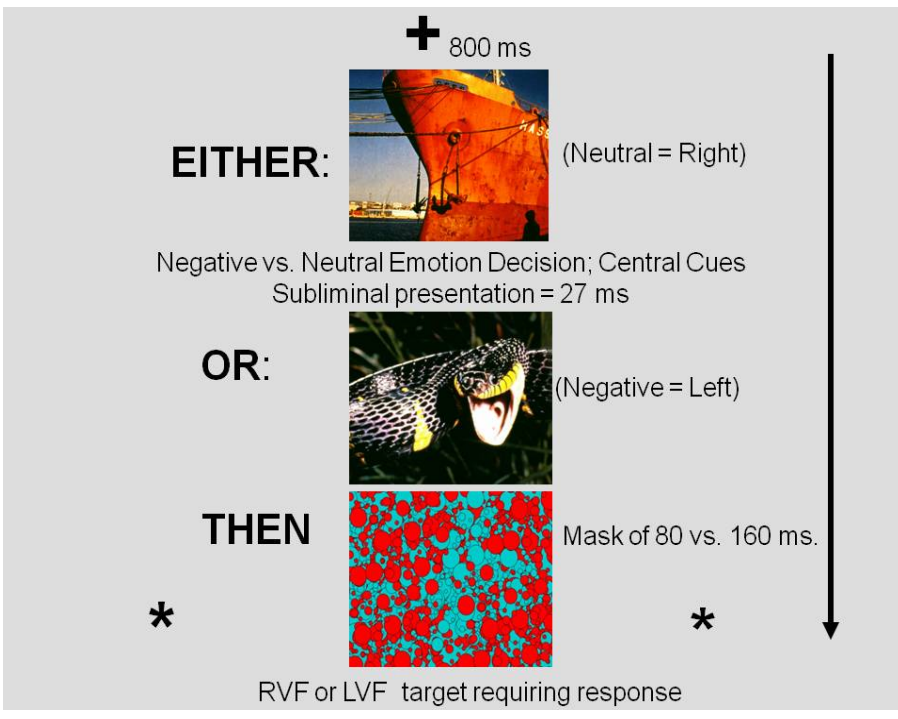 + 800 ms
MASS
EITHER:
(Neutral = Right)
Negative vs. Neutral Emotion Decision; Central Cues
Subliminal presentation = 27 ms
OR:
(Negative = Left)
THEN
Mask of 80 vs. 160 ms.
* *
RVF or LVF target requiring response